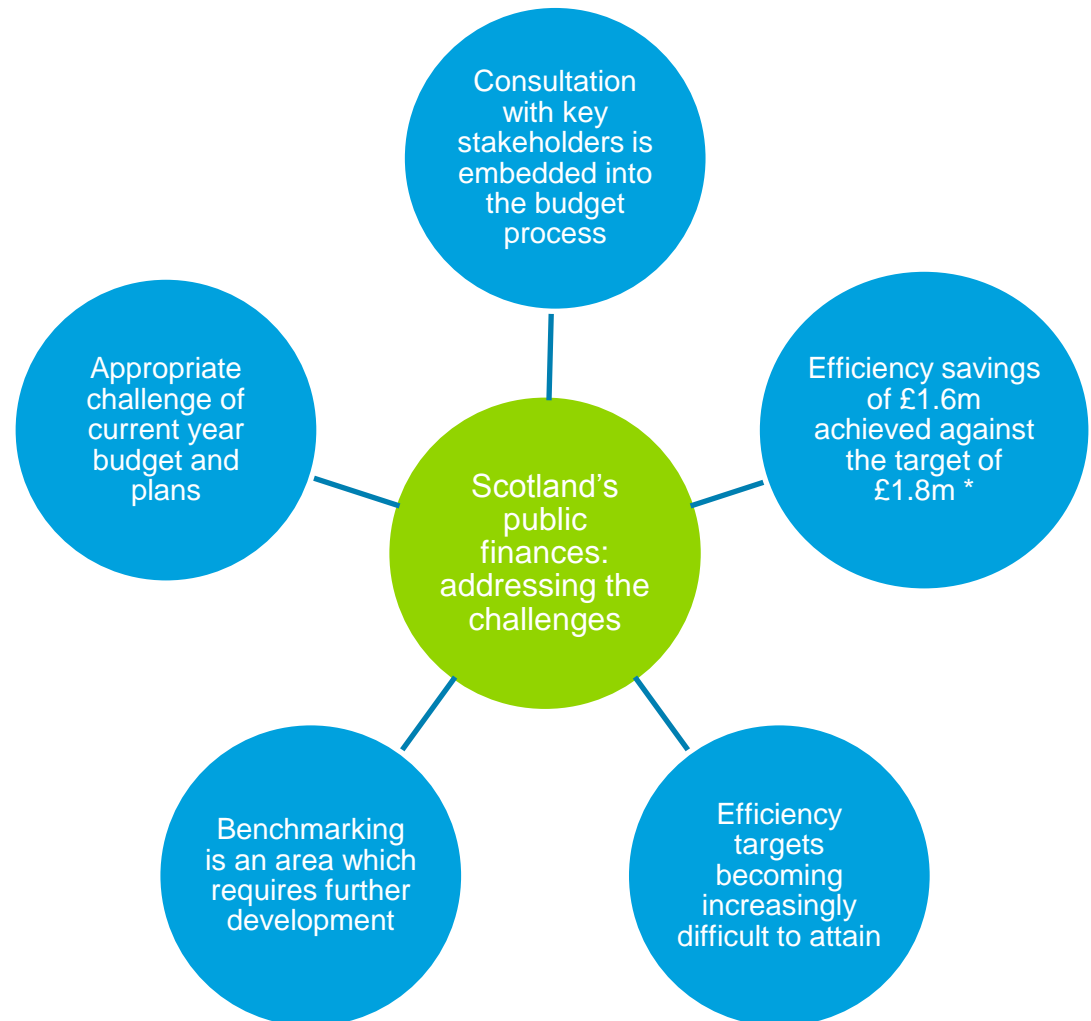 Consultation
with key
stakeholders is
embedded into
the budget
process
Appropriate
challenge of
current year
budget and
plans
Efficiency savings
of £1.6m
achieved against
the target of
£1.8m *
Scotland’s
public
finances:
addressing the
challenges
Benchmarking
is an area which
requires further
development
Efficiency
targets
becoming
increasingly
difficult to attain